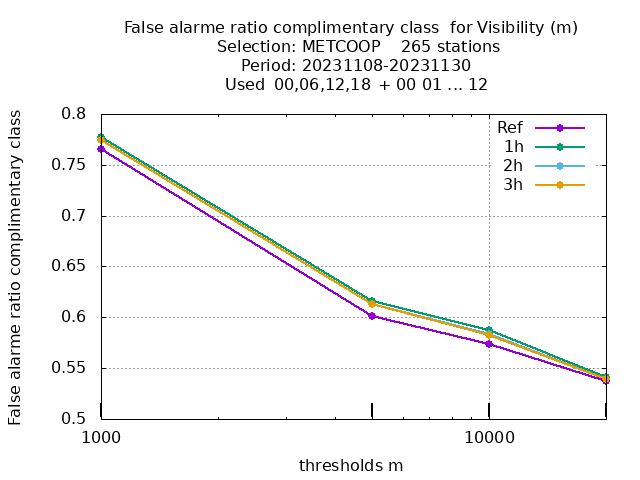 False alarme ratio complimentary class  for Visibility (m)
Selection: METCOOP    265 stations
Period: 20231108-20231130
Used  00,06,12,18  + 00 01 ... 12
False alarme ratio complimentary class
0.8
0.75
0.7
0.65
0.6
0.55
0.5
Ref
1h
2h
3h
1000
10000
thresholds m